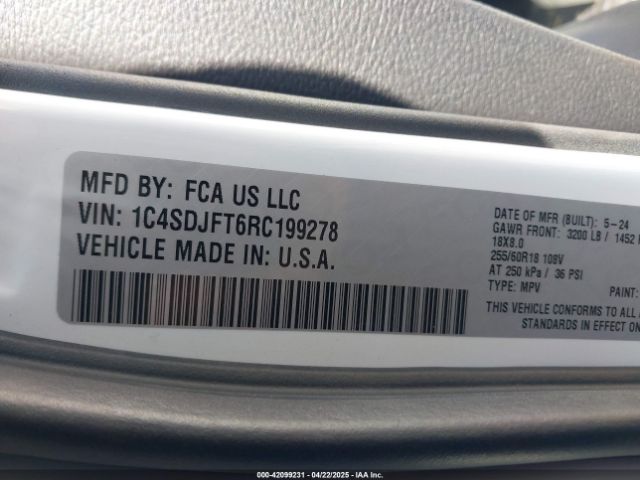 MFD BY: FCA US LLC
VIN: 1C4SDJFT6RC199278
VEHICLE MADE IN: U.S.A.
DATE OF MFR (BUILT): 5-24
GAWR FRONT: 3200 LB / 1452
18X8.0
255/60R18 108V
AT 250 kPa / 36 PSI
TYPE: MPV PAINT:
THIS VEHICLE CONFORMS TO ALL
STANDARDS IN EFFECT ON
000-42099231 - 04/22/2025 - IAA Inc.